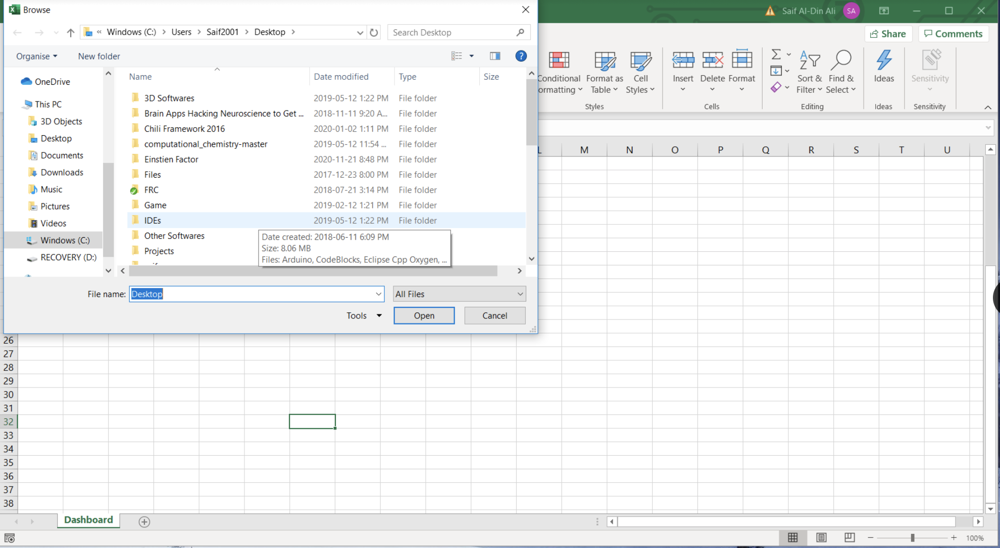 Browse
Saif Al-Din Ali SA
« Windows (C:) > Users > Saif2001 > Desktop >
Search Desktop
Share
Comments
Organise
New folder
OneDrive
This PC
3D Objects
Desktop
Documents
Downloads
Music
Pictures
Videos
Windows (C:)
RECOVERY (D:)
Name Date modified Type Size
3D Softwares 2019-05-12 1:22 PM File folder
Brain Apps Hacking Neuroscience to Get ... 2018-11-11 9:20 A... File folder
Chili Framework 2016 2020-01-02 1:11 PM File folder
computational_chemistry-master 2019-05-12 11:54 ... File folder
Einstien Factor 2020-11-21 8:48 PM File folder
Files 2017-12-23 8:00 PM File folder
FRC 2018-07-21 3:14 PM File folder
Game 2019-02-12 1:21 PM File folder
IDEs 2019-05-12 1:22 PM File folder
Other Softwares
Projects
Date created: 2018-06-11 6:09 PM
Size: 8.06 MB
Files: Arduino, CodeBlocks, Eclipse Cpp Oxygen, ...
File name: Desktop
All Files
Tools
Open
Cancel
Conditional
ormatting
Format as
Table
Cell
Styles
Styles
Insert
Delete
Format
Cells
Sort &
Filter
Find &
Select
Editing
Ideas
Ideas
Sensitivity
Sensitivity
L M N O P Q R S T U
26
27
28
29
30
31
32
33
34
35
36
37
38
Dashboard
100%